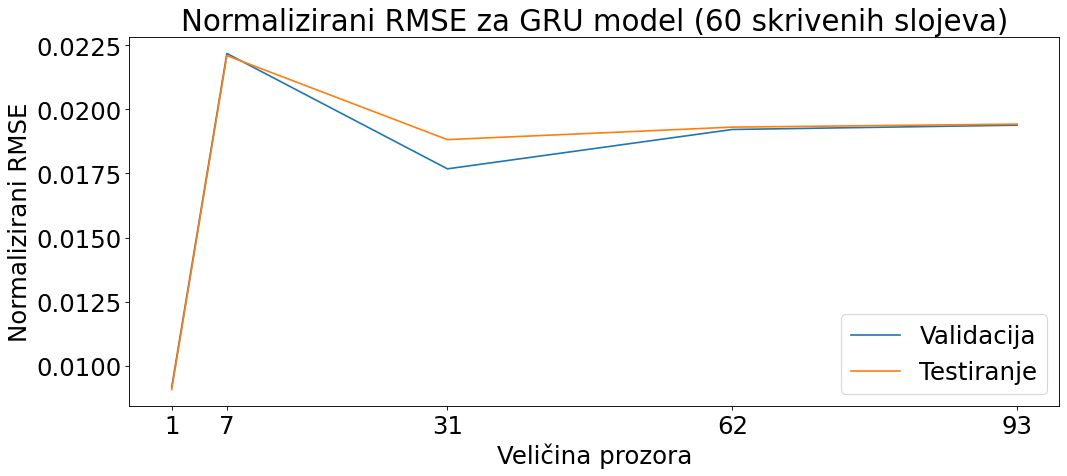 Normalizirani RMSE za GRU model (60 skrivenih slojeva)
Normalizirani RMSE
0.0225
0.0200
0.0175
0.0150
0.0125
0.0100
Validacija
Testiranje
1 7 31 62 93
Veličina prozora